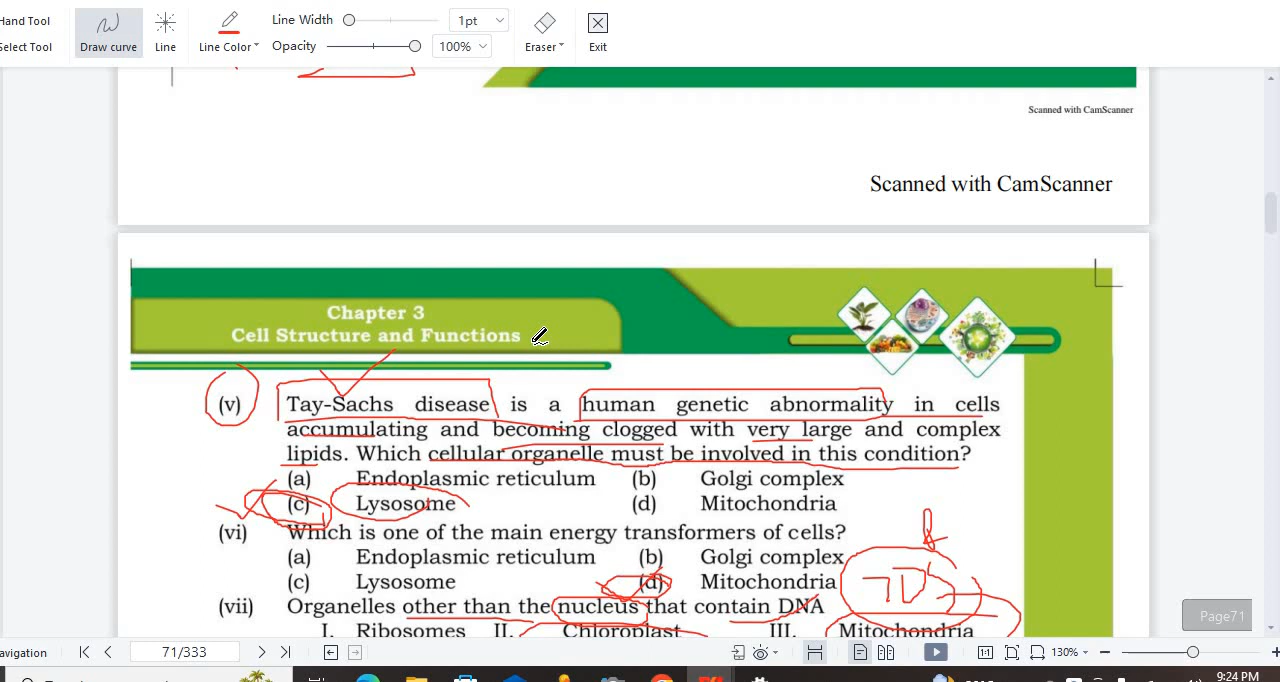 Hand Tool
Select Tool
Draw curve
Line
Line Color
Line Width
1pt
Opacity
100%
Eraser
Exit
Scanned with CamScanner
Scanned with CamScanner
Chapter 3
Cell Structure and Functions
(v) Tay-Sachs disease is a human genetic abnormality in cells
accumulating and becoming clogged with very large and complex
lipids. Which cellular organelle must be involved in this condition?
(a) Endoplasmic reticulum (b) Golgi complex
(c) Lysosome (d) Mitochondria
(vi) Which is one of the main energy transformers of cells?
(a) Endoplasmic reticulum (b) Golgi complex
(c) Lysosome (d) Mitochondria
(vii) Organelles other than the nucleus that contain DNA
I. Ribosomes II. Chloroplast III. Mitochondria
Page71
avigation 71/333 1:1 130%
9:24 PM